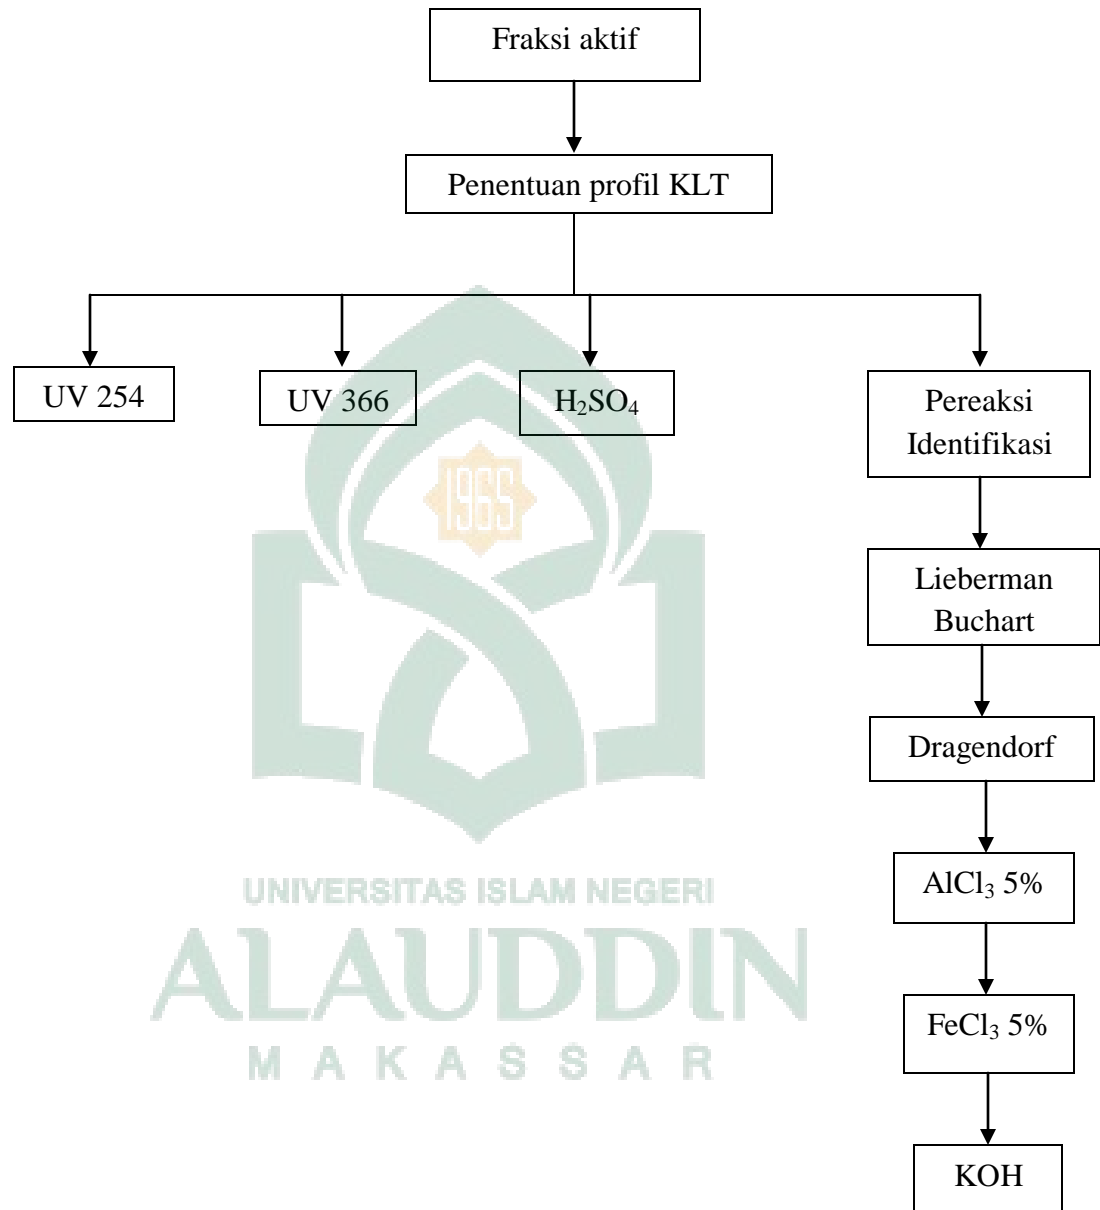 Fraksi aktif
Penentuan profil KLT
UV 254
UV 366
H₂SO₄
Pereaksi
Identifikasi
Lieberman
Buchart
Dragendorf
AlCl₃ 5%
FeCl₃ 5%
KOH
1965
UNIVERSITAS ISLAM NEGERI
ALAUDDIN
MAKASSAR